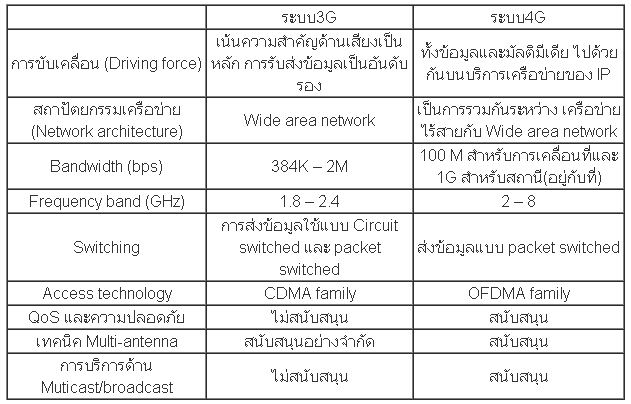 ระบบ3G ระบบ4G
การขับเคลื่อน (Driving force) เน้นความสำคัญด้านเสียงเป็น
หลัก การรับส่งข้อมูลเป็นอันดับ
รอง ทั้งข้อมูลและมัลติมีเดีย ไปด้วย
กันบนบริการเครือข่ายของ IP
สถาปัตยกรรมเครือข่าย
(Network architecture) Wide area network เป็นการรวมกันระหว่าง เครือข่าย
ไร้สายกับ Wide area network
Bandwidth (bps) 384K – 2M 100 M สำหรับการเคลื่อนที่และ
1G สำหรับสถานี(อยู่กับที่)
Frequency band (GHz) 1.8 – 2.4 2 – 8
Switching การส่งข้อมูลใช้แบบ Circuit
switched และ packet
switched ส่งข้อมูลแบบ packet switched
Access technology CDMA family OFDMA family
QoS และความปลอดภัย ไม่สนับสนุน สนับสนุน
เทคนิค Multi-antenna สนับสนุนอย่างจำกัด สนับสนุน
การบริการด้าน
Muticast/broadcast ไม่สนับสนุน สนับสนุน